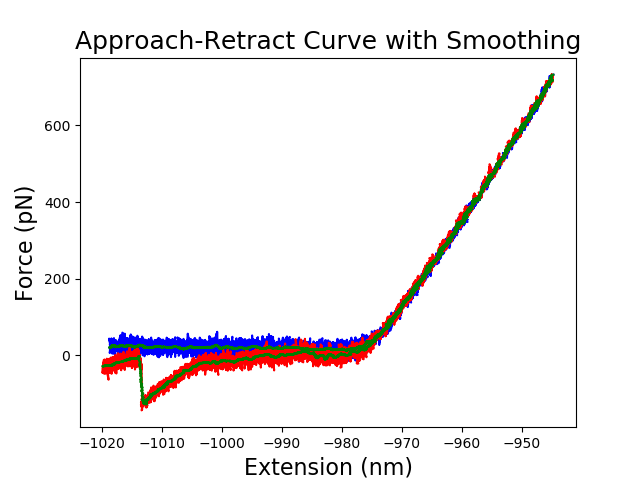 Approach-Retract Curve with Smoothing
Force (pN)
600
400
200
0
−1020 −1010 −1000 −990 −980 −970 −960 −950
Extension (nm)